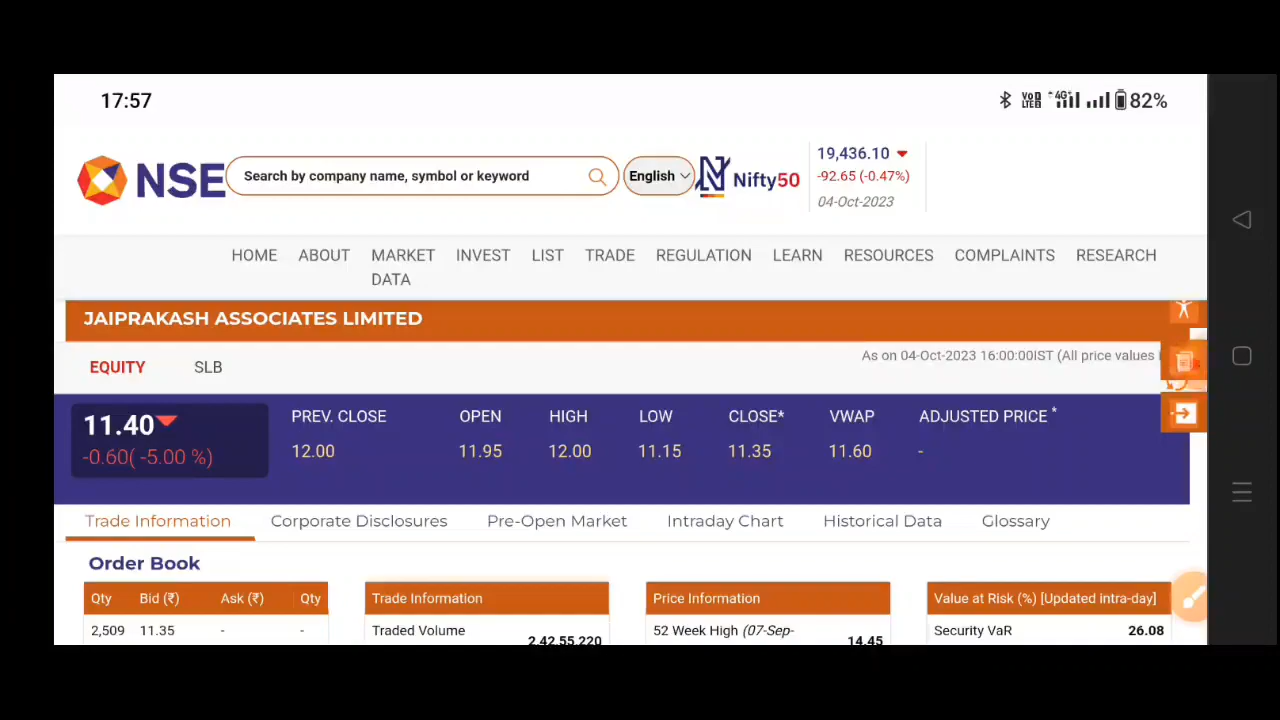 17:57
VoD LTE 4G+ 82%
NSE
Search by company name, symbol or keyword
English
Nifty50
19,436.10
-92.65 (-0.47%)
04-Oct-2023
HOME ABOUT MARKET DATA INVEST LIST TRADE REGULATION LEARN RESOURCES COMPLAINTS RESEARCH
JAIPRAKASH ASSOCIATES LIMITED
EQUITY SLB
As on 04-Oct-2023 16:00:00IST (All price values
11.40
-0.60( -5.00 %)
PREV. CLOSE OPEN HIGH LOW CLOSE* VWAP ADJUSTED PRICE *
12.00 11.95 12.00 11.15 11.35 11.60 -
Trade Information Corporate Disclosures Pre-Open Market Intraday Chart Historical Data Glossary
Order Book
Qty Bid (₹) Ask (₹) Qty
2,509 11.35 - -
Trade Information
Traded Volume 2,42,55,220
Price Information
52 Week High (07-Sep- 14.45
Value at Risk (%) [Updated intra-day]
Security VaR 26.08